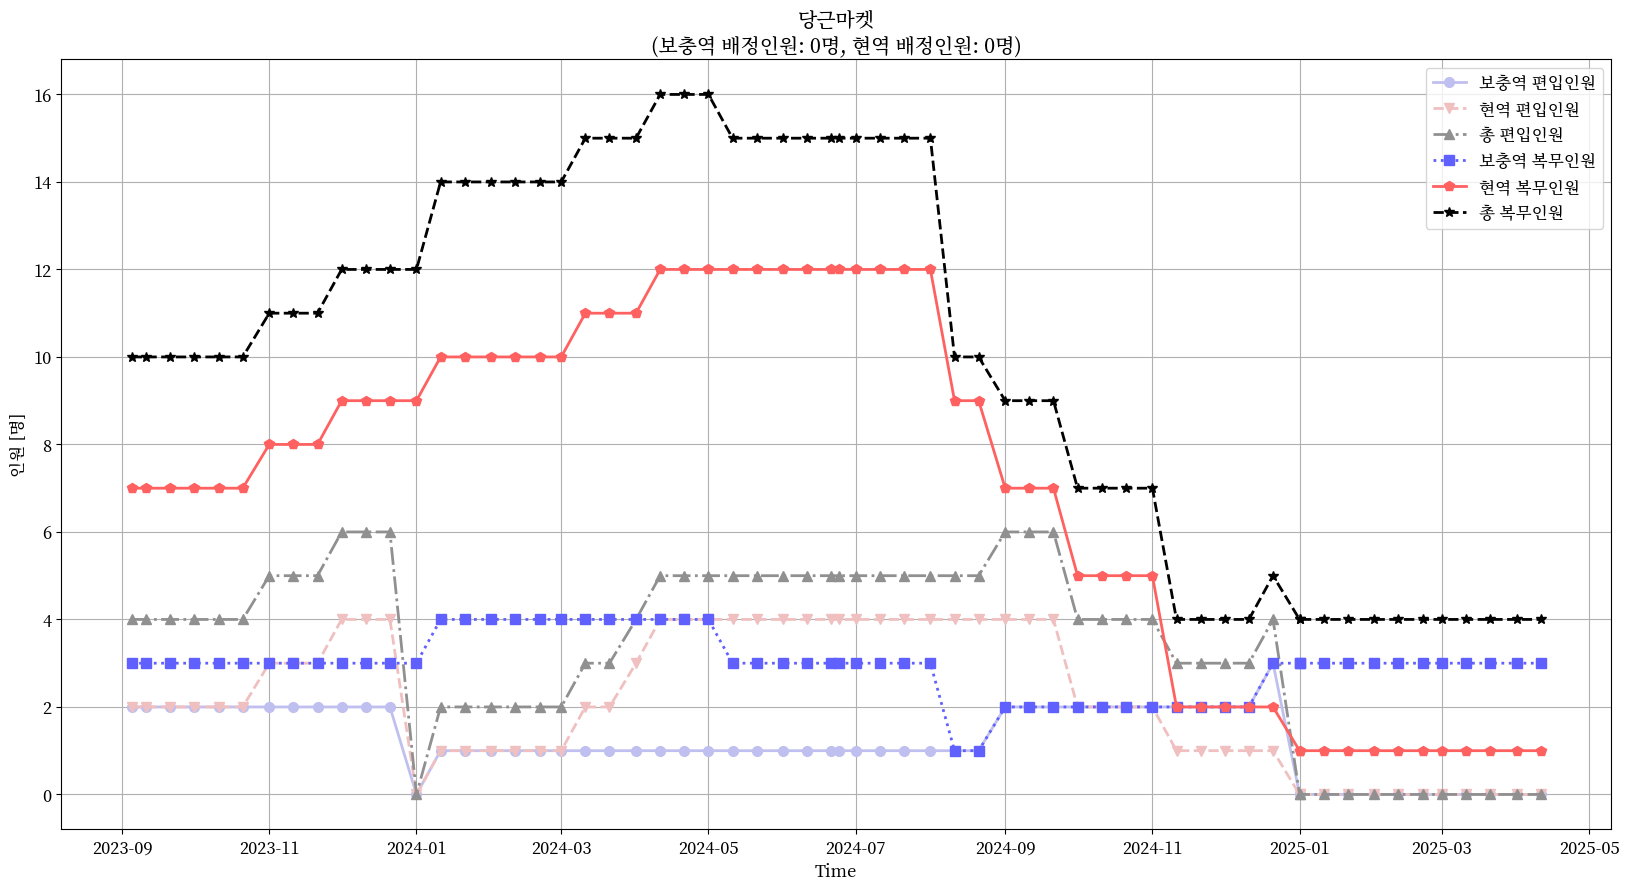 당근마켓
(보충역 배정인원: 0명, 현역 배정인원: 0명)
보충역 편입인원
현역 편입인원
총 편입인원
보충역 복무인원
현역 복무인원
총 복무인원
인원 [명]
16
14
12
10
8
6
4
2
0
2023-09
2023-11
2024-01
2024-03
2024-05
2024-07
2024-09
2024-11
2025-01
2025-03
2025-05
Time